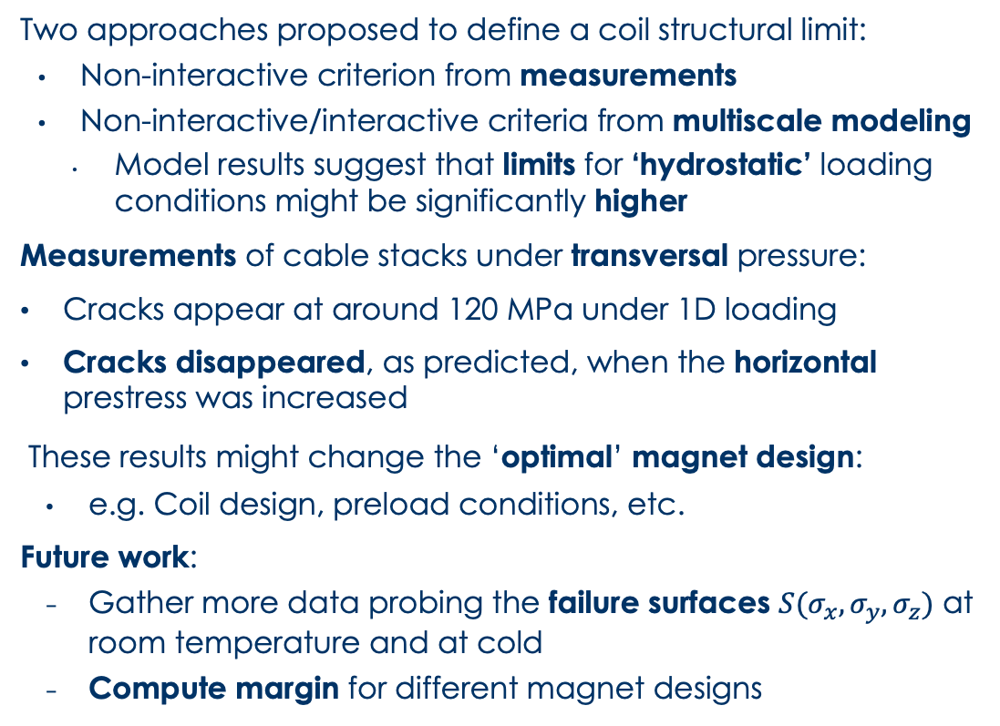 Two approaches proposed to define a coil structural limit:
• Non-interactive criterion from measurements
• Non-interactive/interactive criteria from multiscale modeling
• Model results suggest that limits for ‘hydrostatic’ loading
conditions might be significantly higher
Measurements of cable stacks under transversal pressure:
• Cracks appear at around 120 MPa under 1D loading
• Cracks disappeared, as predicted, when the horizontal
prestress was increased
These results might change the ‘optimal’ magnet design:
• e.g. Coil design, preload conditions, etc.
Future work:
- Gather more data probing the failure surfaces S(σx, σy, σz) at
room temperature and at cold
- Compute margin for different magnet designs